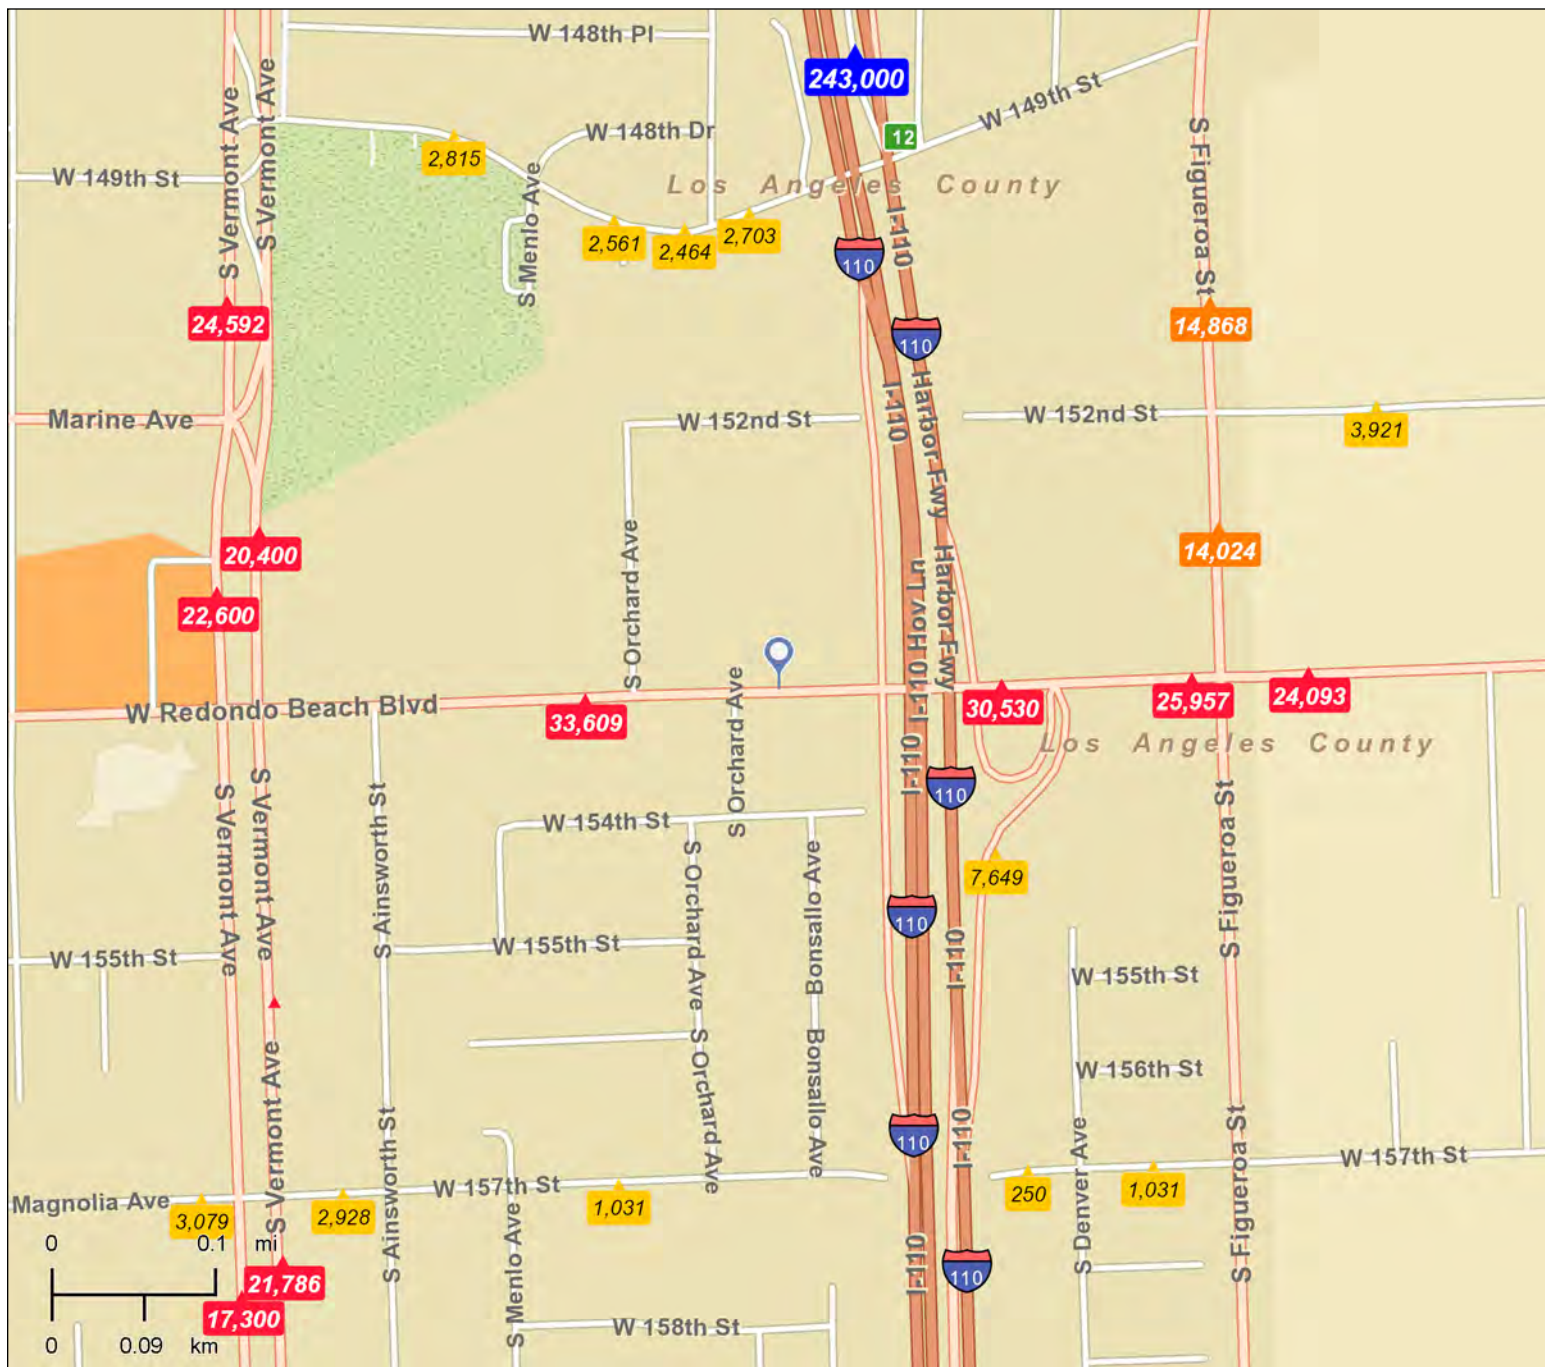 W 148th Pl
243,000
S Vermont Ave
S Vermont Ave
W 149th St
12
W 148th Dr
2,815
S Figueroa St
W 149th St
Los Angeles County
S Menlo Ave
2,561
2,464
2,703
I-110
110
24,592
14,868
110
Marine Ave
W 152nd St
I-110
Harbor Fwy
W 152nd St
3,921
20,400
14,024
22,600
S Orchard Ave
I-110 Hov Ln
Harbor Fwy
W Redondo Beach Blvd
33,609
S Orchard Ave
30,530
25,957
24,093
Los Angeles County
I-110
110
S Vermont Ave
S Vermont Ave
S Ainsworth St
W 154th St
S Orchard Ave
Bonsallo Ave
7,649
S Figueroa St
110
W 155th St
W 155th St
I-110
W 155th St
S Orchard Ave
Bonsallo Ave
W 156th St
S Vermont Ave
S Ainsworth St
110
I-110
S Denver Ave
S Figueroa St
Magnolia Ave
3,079
2,928
W 157th St
1,031
250
1,031
W 157th St
S Menlo Ave
0 0.1 mi
21,786
17,300
I-110
110
0 0.09 km
W 158th St